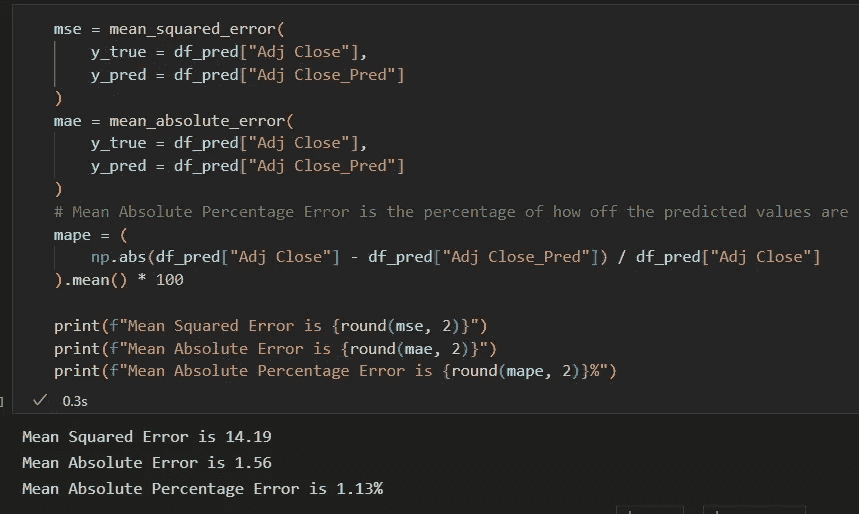 mse = mean_squared_error(
    y_true = df_pred["Adj Close"],
    y_pred = df_pred["Adj Close_Pred"]
)
mae = mean_absolute_error(
    y_true = df_pred["Adj Close"],
    y_pred = df_pred["Adj Close_Pred"]
)
# Mean Absolute Percentage Error is the percentage of how off the predicted values are
mape = (
    np.abs(df_pred["Adj Close"] - df_pred["Adj Close_Pred"]) / df_pred["Adj Close"]
).mean() * 100

print(f"Mean Squared Error is {round(mse, 2)}")
print(f"Mean Absolute Error is {round(mae, 2)}")
print(f"Mean Absolute Percentage Error is {round(mape, 2)}%")
] ✓ 0.3s
Mean Squared Error is 14.19
Mean Absolute Error is 1.56
Mean Absolute Percentage Error is 1.13%